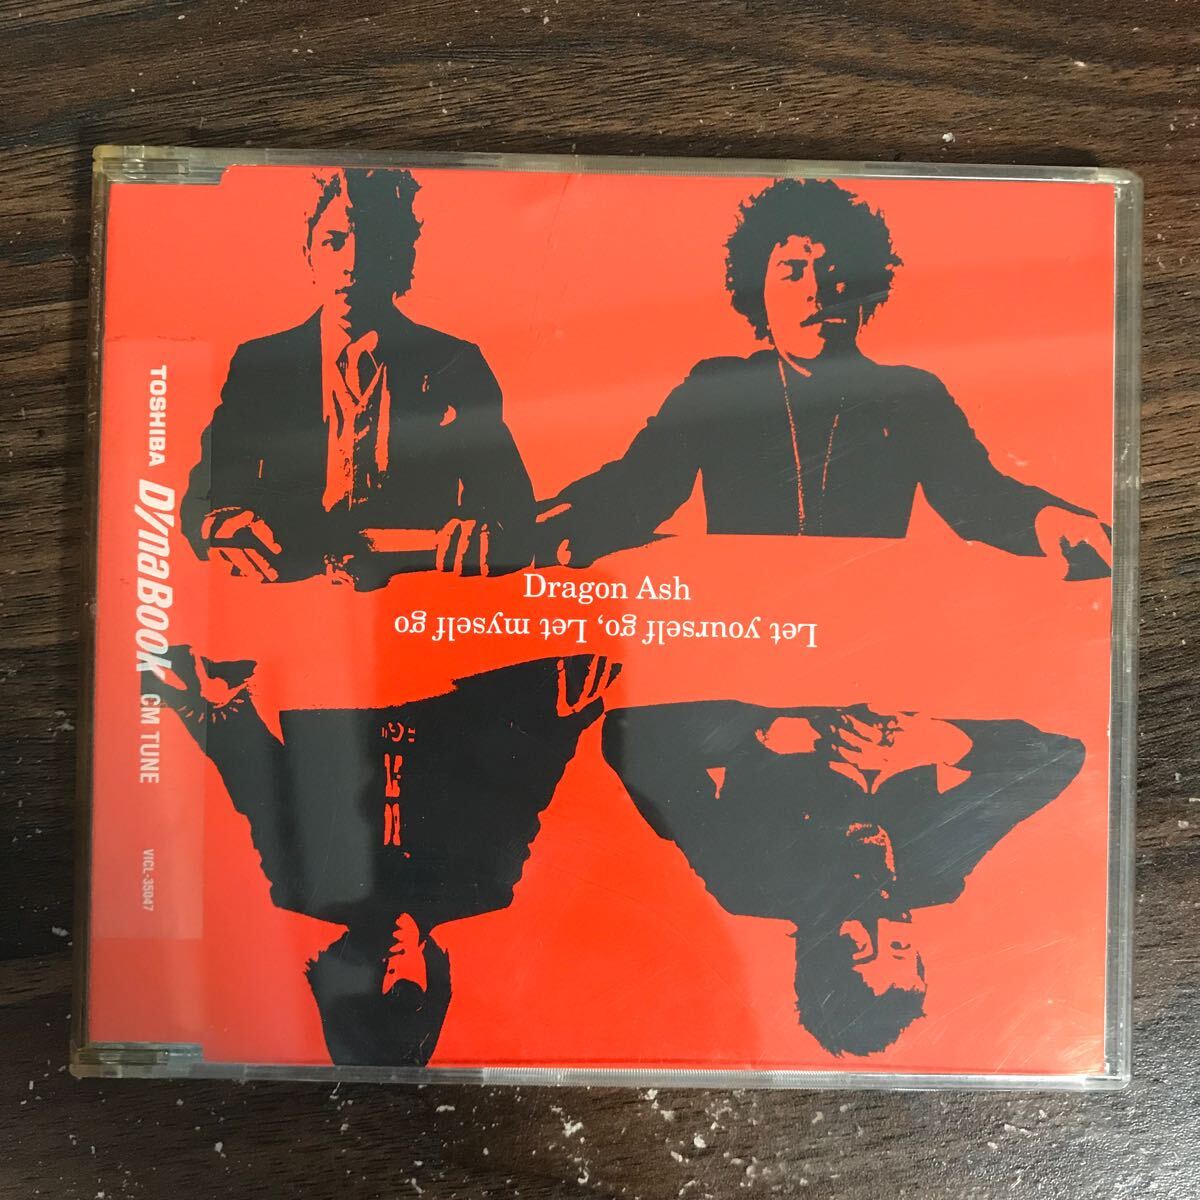 Dragon Ash
Let yourself go, Let myself go
TOSHIBA DynaBook CM TUNE VICL-35047